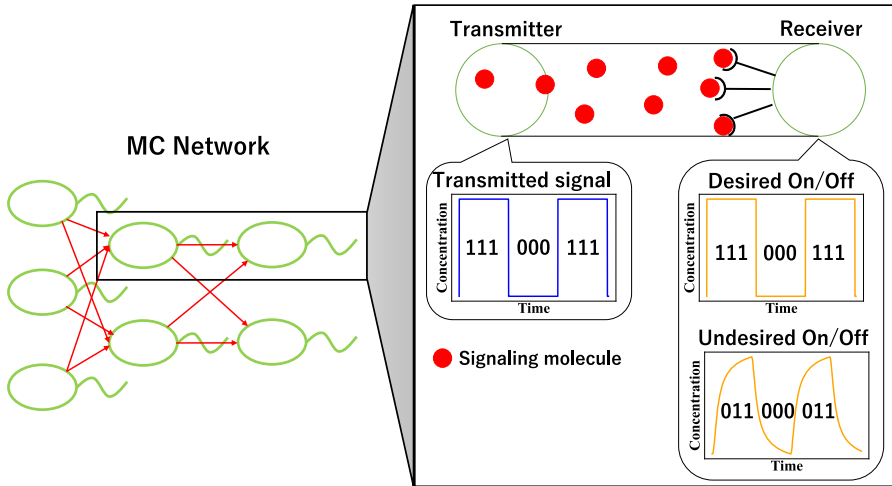 MC Network
Transmitter
Receiver
Transmitted signal
Concentration
111 000 111
Time
Signaling molecule
Desired On/Off
Concentration
111 000 111
Time
Undesired On/Off
Concentration
011 000 011
Time